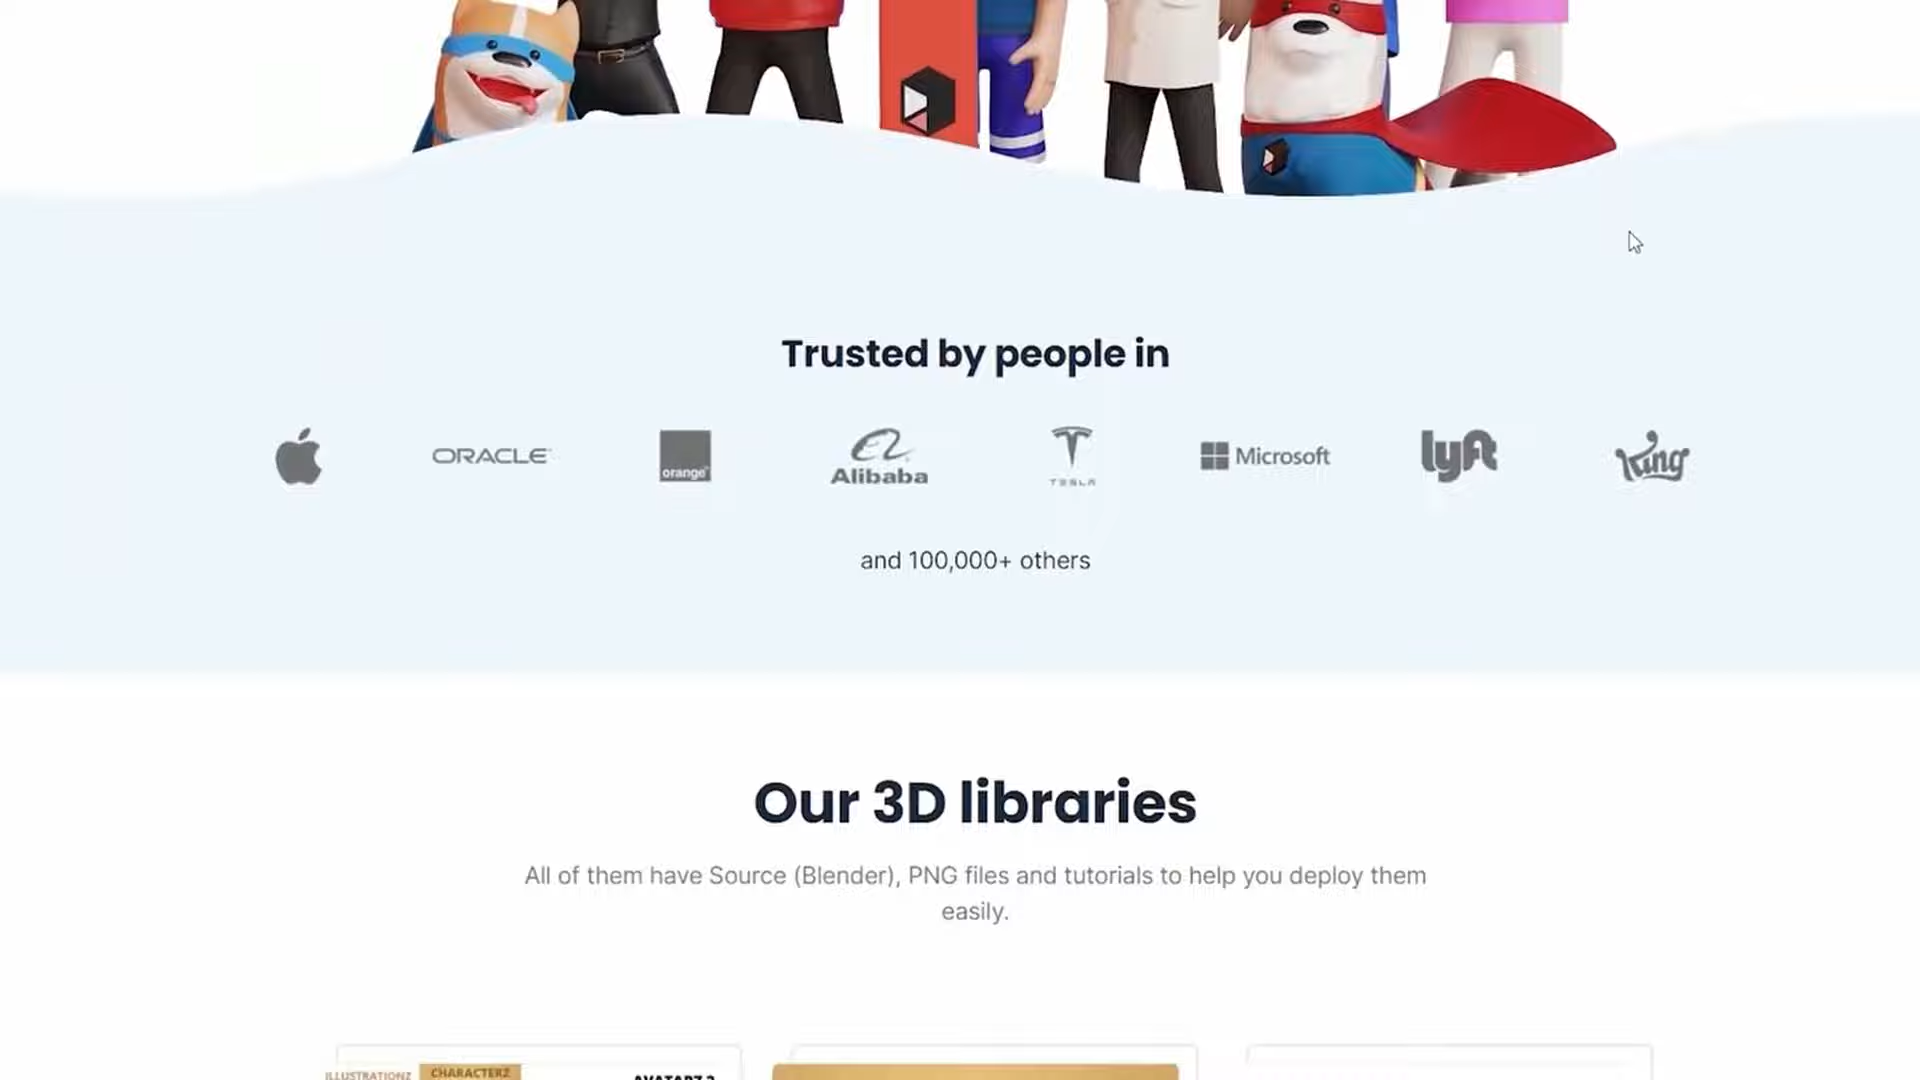 Trusted by people in
ORACLE
orange
Alibaba
TESLA
Microsoft
lyft
King
and 100,000+ others
Our 3D libraries
All of them have Source (Blender), PNG files and tutorials to help you deploy them
easily.
ILLUSTRATIONZ
CHARACTERZ
AVATARZ 2